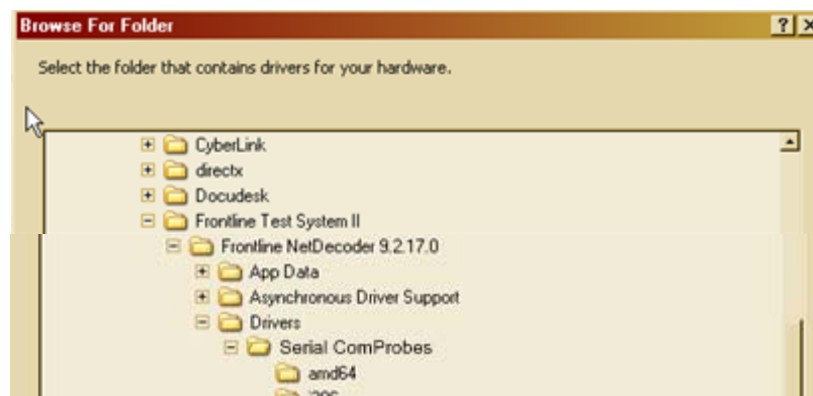 Browse For Folder
Select the folder that contains drivers for your hardware.
CyberLink
directx
Docudesk
Frontline Test System II
Frontline NetDecoder 9.2.17.0
App Data
Asynchronous Driver Support
Drivers
Serial ComProbes
amd64